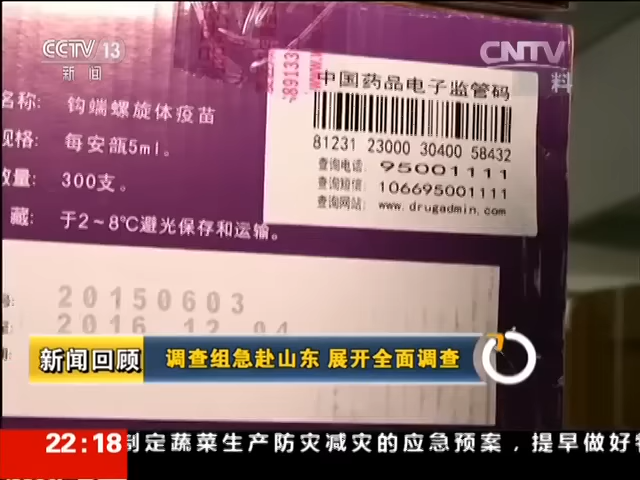 CCTV 13
新闻
CNTV
料
中国药品电子监管码
81231 23000 30400 58432
查询电话: 95001111
查询短信: 106695001111
查询网站: www.drugadmin.com
名称: 钩端螺旋体疫苗
规格: 每安瓿5ml。
数量: 300支。
藏: 于2~8℃避光保存和运输。
20150603
2016 12 04
新闻回顾 调查组急赴山东 展开全面调查
22:18 制定蔬菜生产防灾减灾的应急预案，提早做好